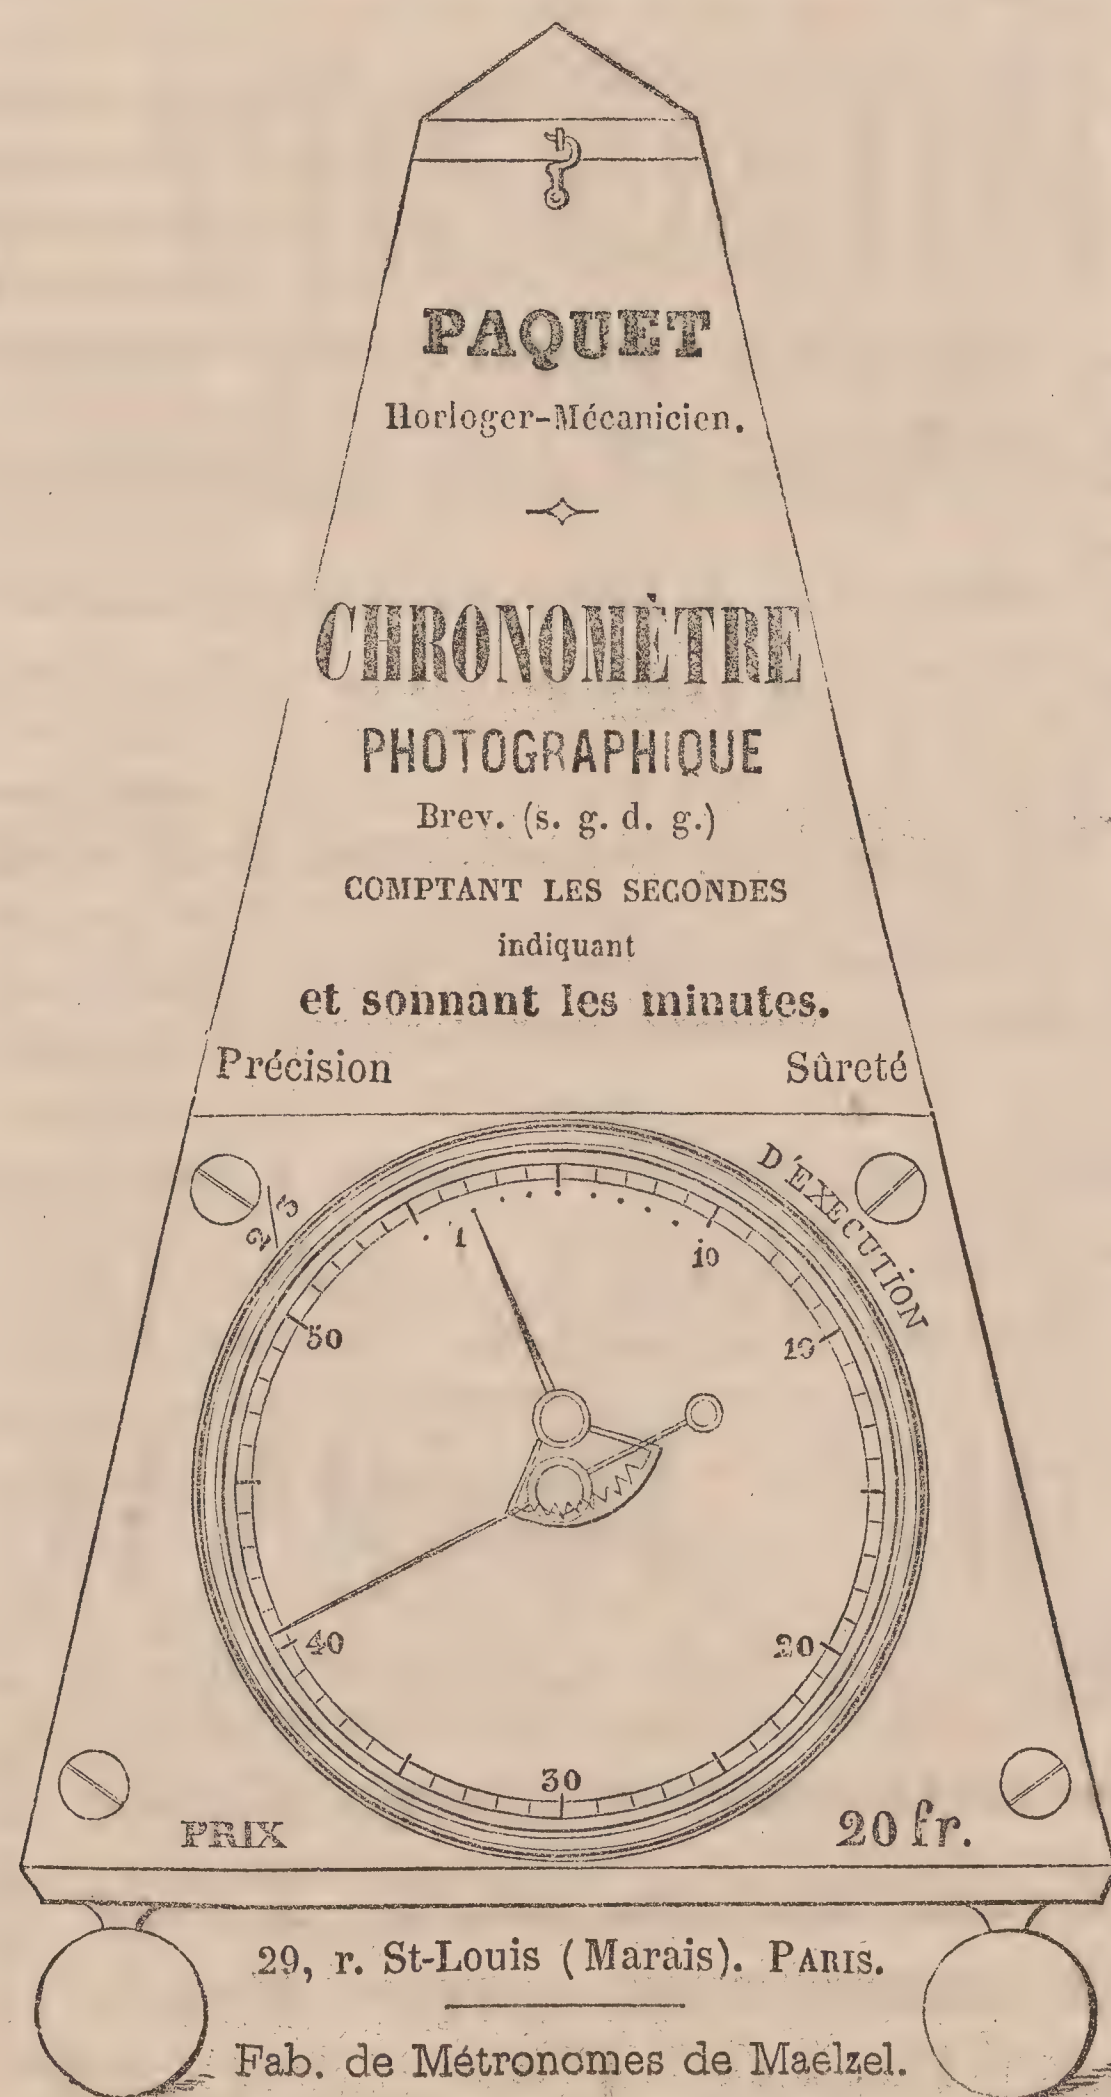 PAQUET
Horloger-Mécanicien.
CHRONOMÈTRE
PHOTOGRAPHIQUE
Brev. (s. g. d. g.)
COMPTANT LES SECONDES
indiquant
et sonnant les minutes.
Précision Sûreté
2/3 D'EXECUTION
1 10
50 10
40 20
30
PRIX 20 fr.
29, r. St-Louis (Marais). PARIS.
Fab. de Métronomes de Maelzel.